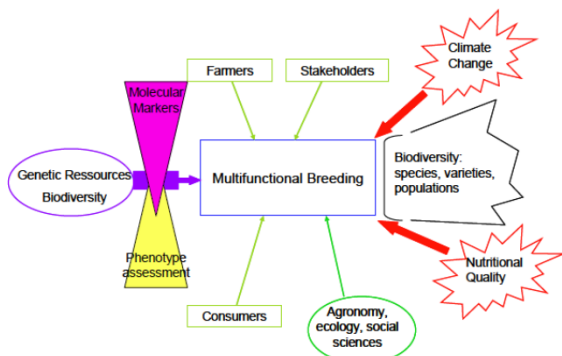 Climate
Change
Farmers
Stakeholders
Molecular
Markers
Genetic Ressources
Biodiversity
Multifunctional Breeding
Biodiversity:
species, varieties,
populations
Phenotype
assessment
Nutritional
Quality
Consumers
Agronomy,
ecology, social
sciences